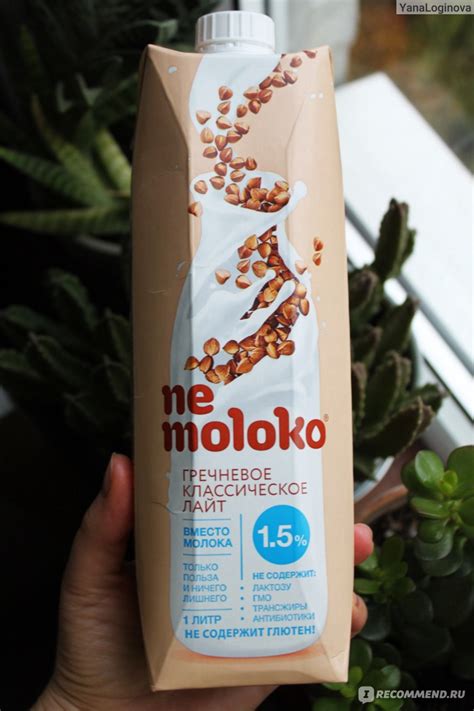 YanaLoginova
ne
moloko®
ГРЕЧНЕВОЕ
КЛАССИЧЕСКОЕ
ЛАЙТ
ВМЕСТО
МОЛОКА
1.5%
ТОЛЬКО
ПОЛЬЗА
И НИЧЕГО
ЛИШНЕГО
1 ЛИТР
НЕ СОДЕРЖИТ:
• ЛАКТОЗУ
• ГМО
• ТРАНСЖИРЫ
• АНТИБИОТИКИ
НЕ СОДЕРЖИТ ГЛЮТЕН!
I RECOMMEND.RU